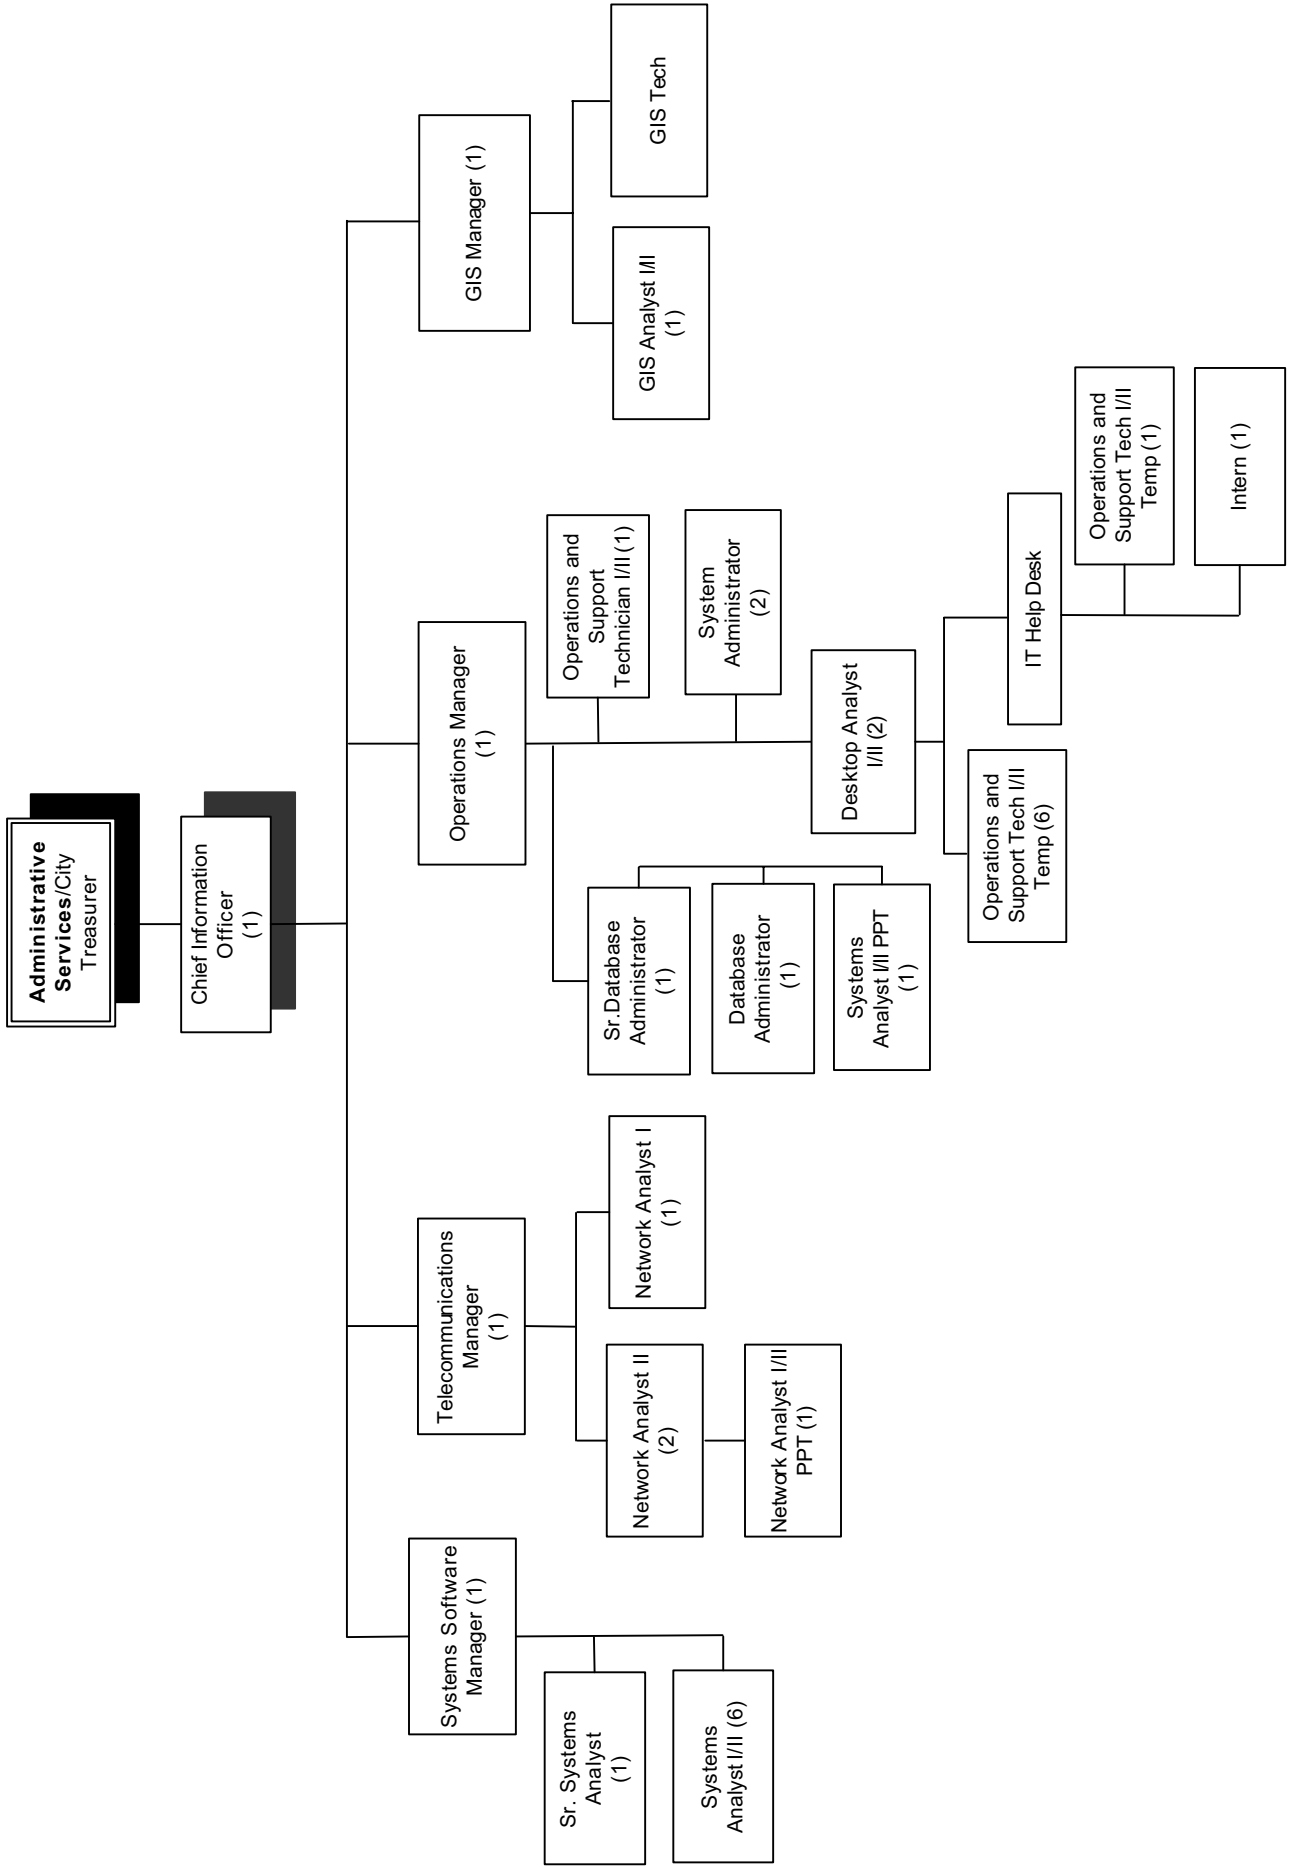 Administrative
Services/City
Treasurer
Chief Information
Officer
(1)
Systems Software
Manager (1)
Sr. Systems
Analyst
(1)
Systems
Analyst I/II (6)
Telecommunications
Manager
(1)
Network Analyst II
(2)
Network Analyst I/II
PPT (1)
Network Analyst I
(1)
Operations Manager
(1)
Sr.Database
Administrator
(1)
Database
Administrator
(1)
Systems
Analyst I/II PPT
(1)
Operations and
Support
Technician I/II (1)
System
Administrator
(2)
Desktop Analyst
I/II (2)
Operations and
Support Tech I/II
Temp (6)
IT Help Desk
Operations and
Support Tech I/II
Temp (1)
Intern (1)
GIS Manager (1)
GIS Analyst I/II
(1)
GIS Tech